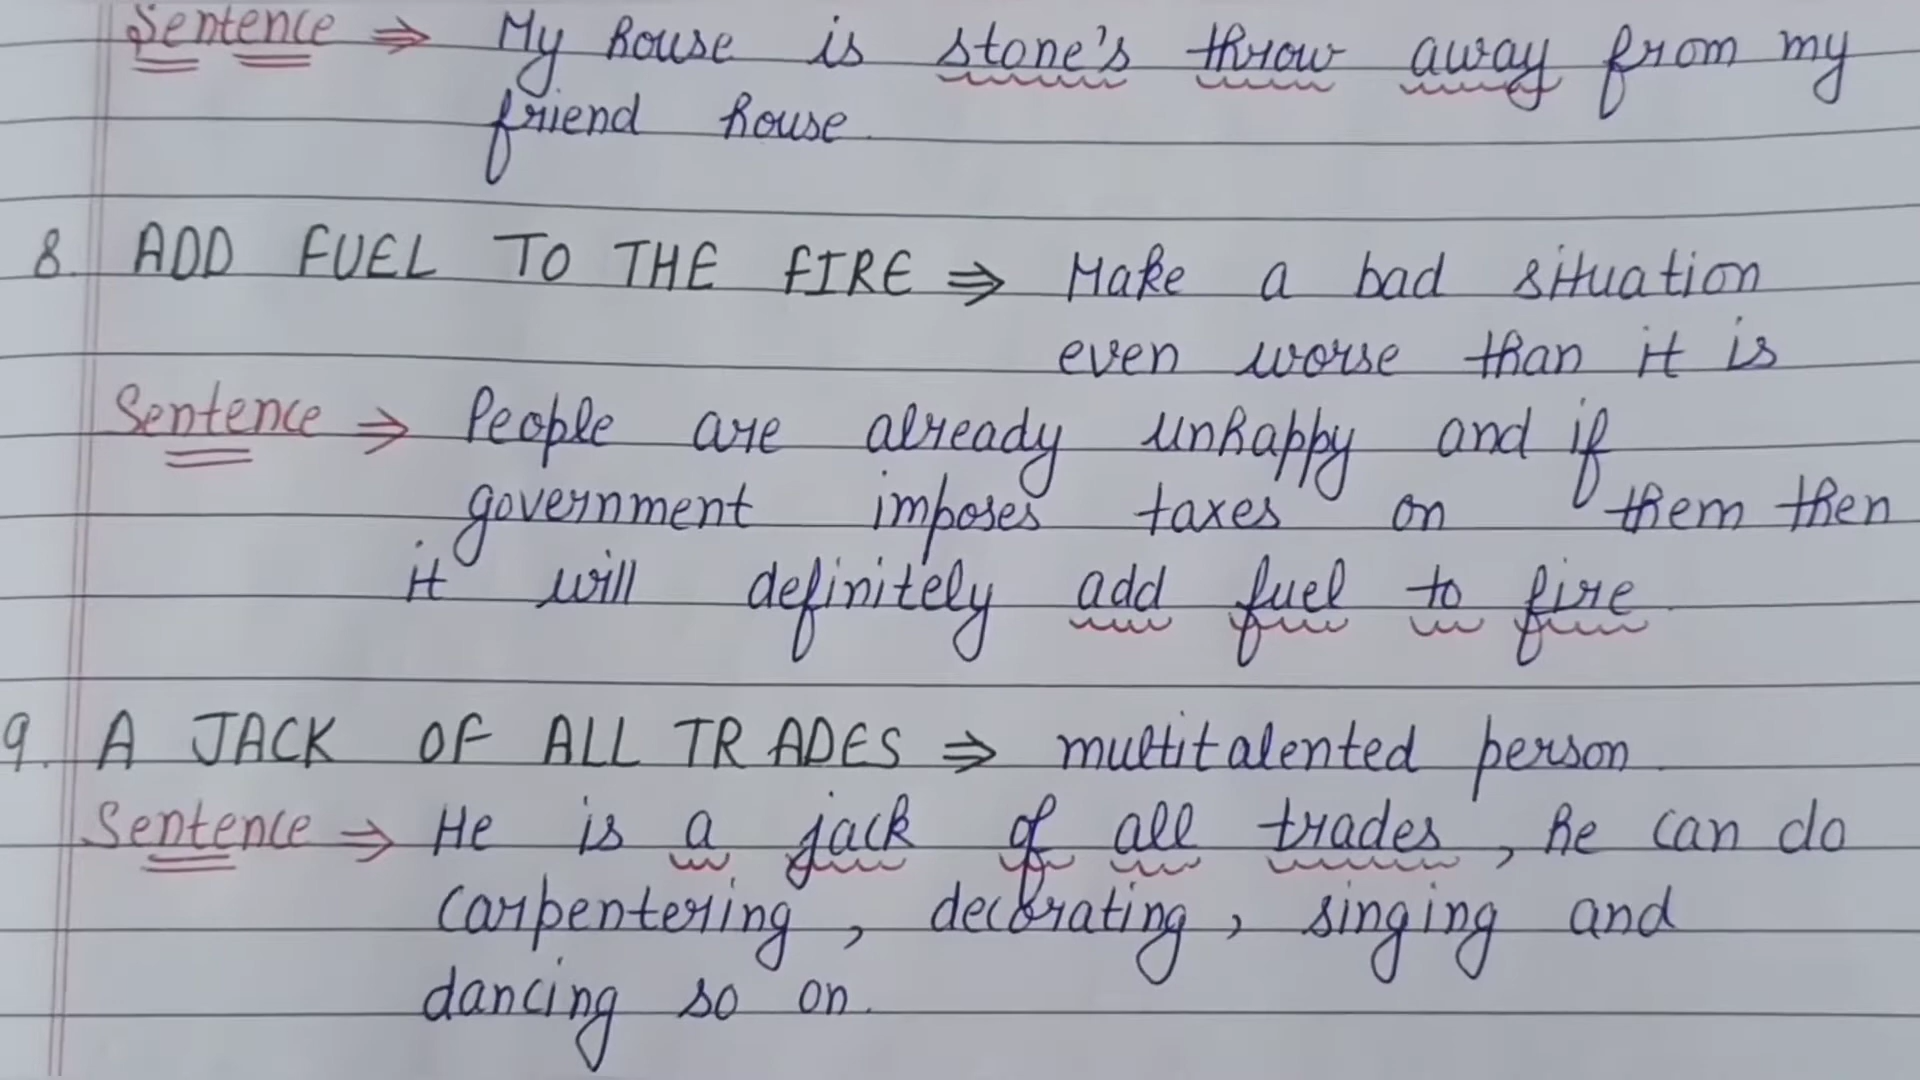 Sentence ⇒ My house is stone's throw away from my
friend house.
8. ADD FUEL TO THE FIRE ⇒ Make a bad situation
even worse than it is
Sentence ⇒ People are already unhappy and if
government imposes taxes on them then
it will definitely add fuel to fire.
9. A JACK OF ALL TRADES ⇒ multitalented person.
Sentence ⇒ He is a jack of all trades, he can do
carpentering, decorating, singing and
dancing so on.